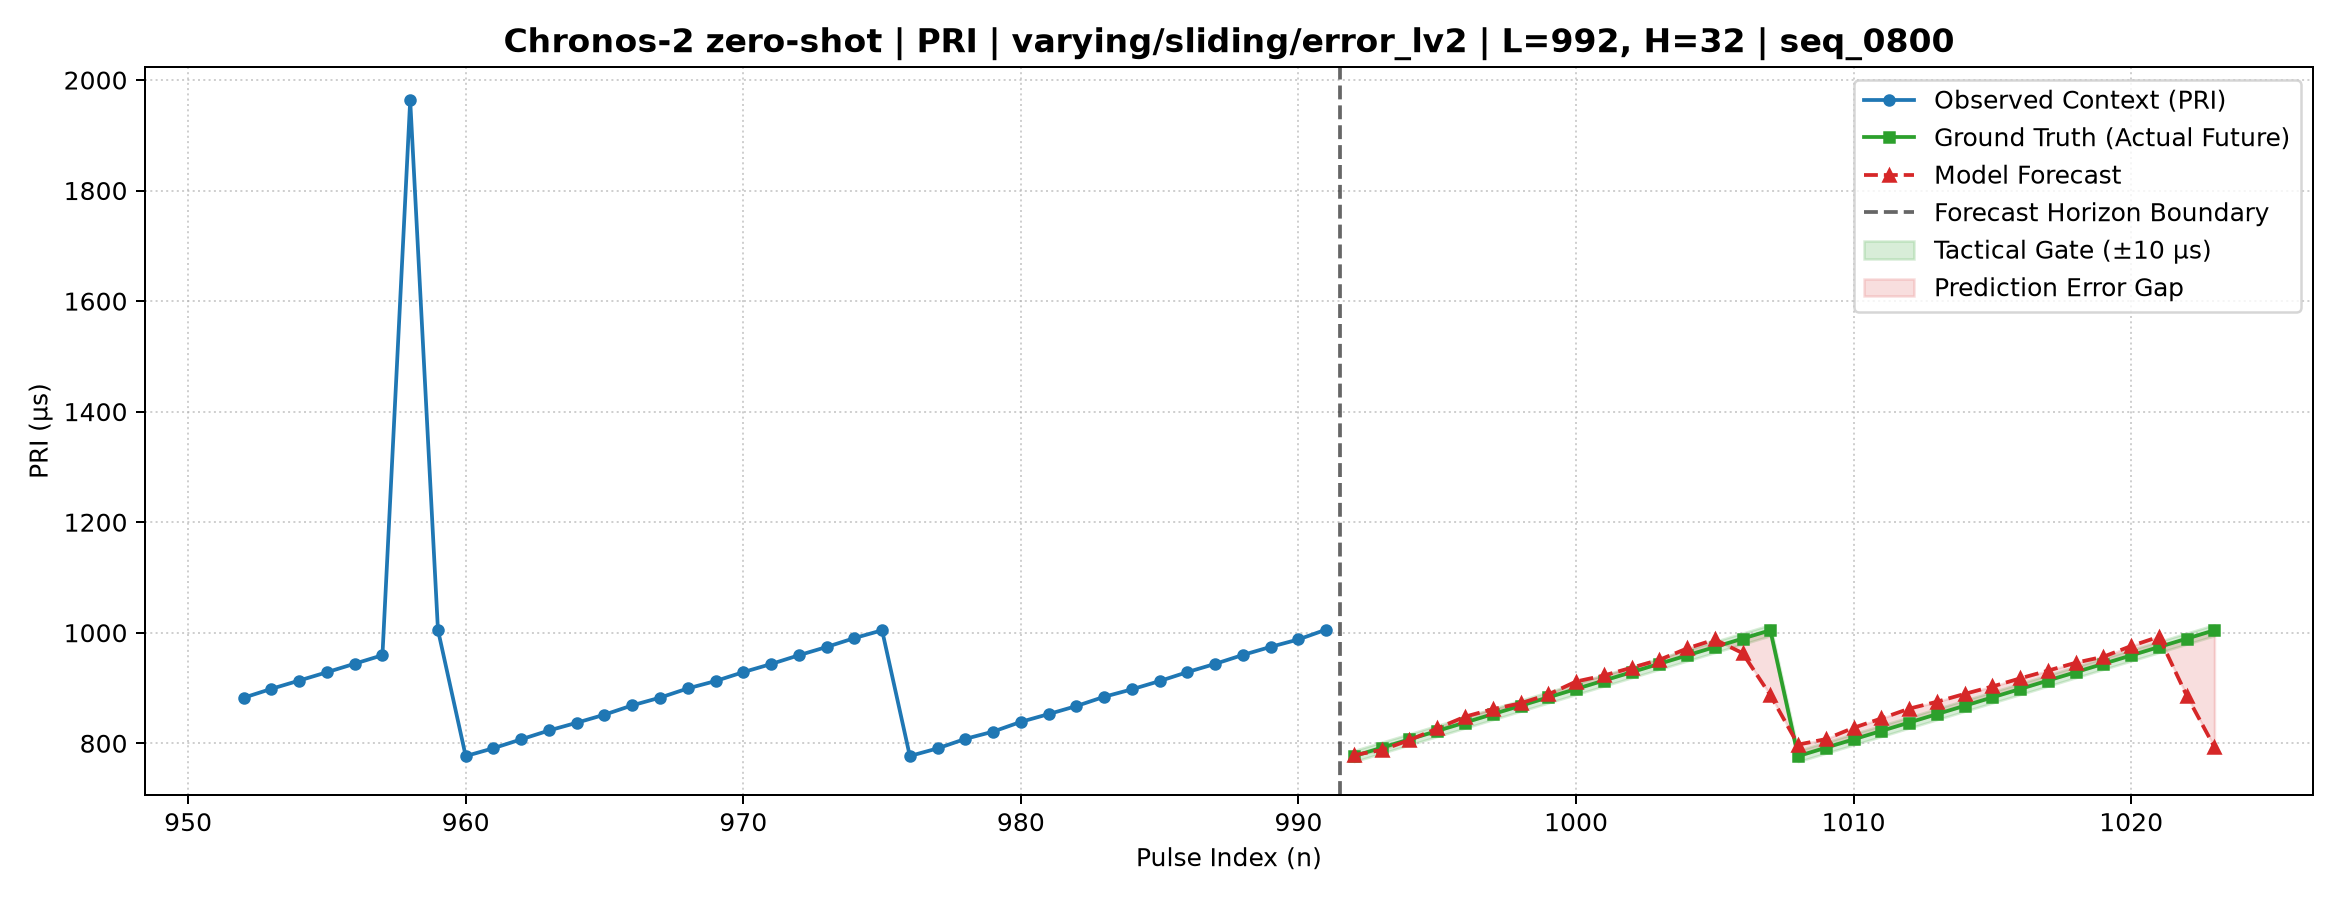 Chronos-2 zero-shot | PRI | varying/sliding/error_lv2 | L=992, H=32 | seq_0800
PRI (µs)
2000
1800
1600
1400
1200
1000
800
Observed Context (PRI)
Ground Truth (Actual Future)
Model Forecast
Forecast Horizon Boundary
Tactical Gate (±10 µs)
Prediction Error Gap
950 960 970 980 990 1000 1010 1020
Pulse Index (n)